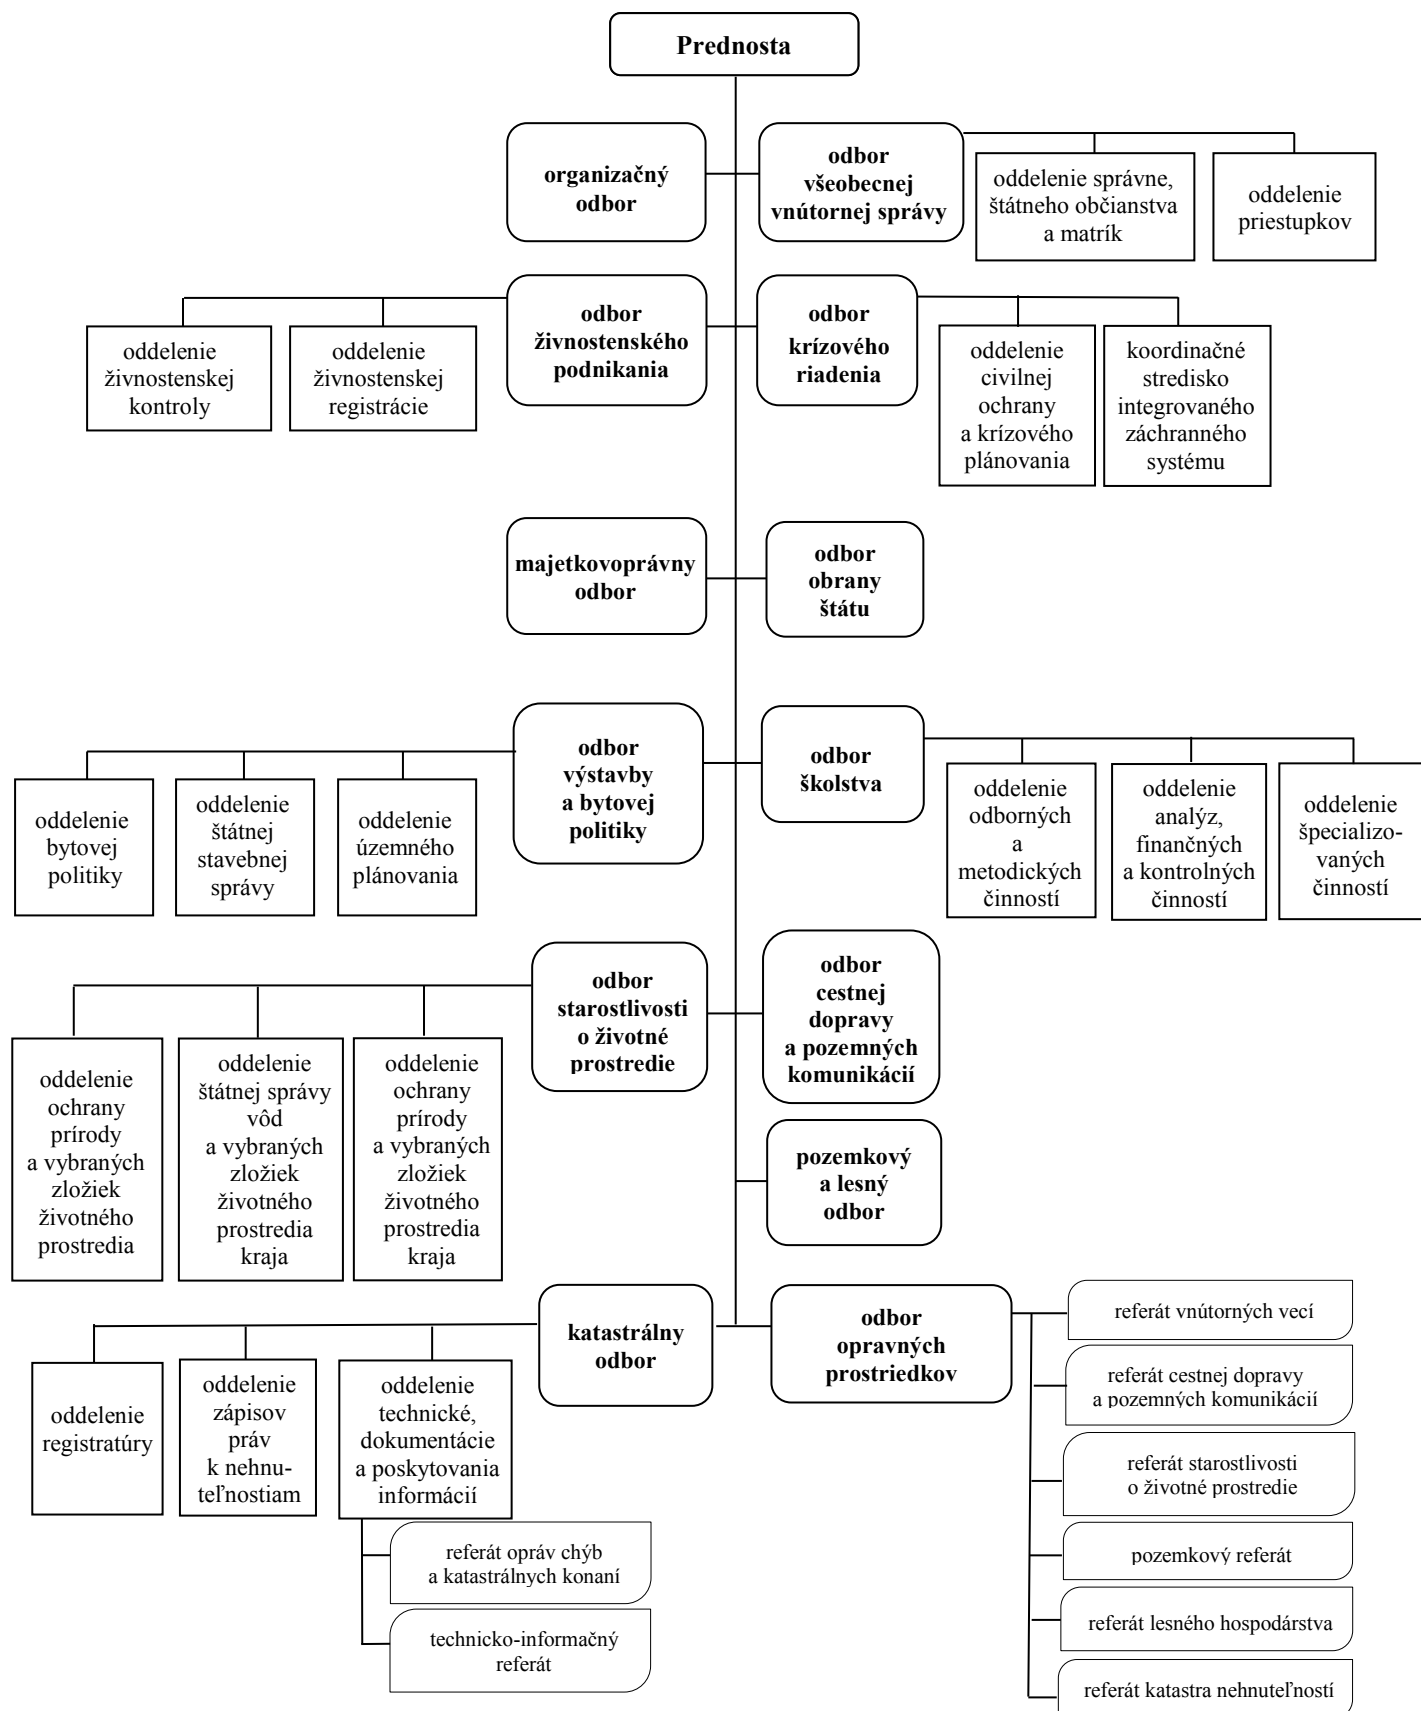 Prednosta
organizačný
odbor
odbor
všeobecnej
vnútornej správy
oddelenie správne,
štátneho občianstva
a matrík
oddelenie
priestupkov
oddelenie
živnostenskej
kontroly
oddelenie
živnostenskej
registrácie
odbor
živnostenského
podnikania
odbor
krízového
riadenia
oddelenie
civilnej
ochrany
a krízového
plánovania
koordinačné
stredisko
integrovaného
záchranného
systému
majetkovoprávny
odbor
odbor
obrany
štátu
oddelenie
bytovej
politiky
oddelenie
štátnej
stavebnej
správy
oddelenie
územného
plánovania
odbor
výstavby
a bytovej
politiky
odbor
školstva
oddelenie
odborných
a
metodických
činností
oddelenie
analýz,
finančných
a kontrolných
činností
oddelenie
špecializo-
vaných
činností
oddelenie
ochrany
prírody
a vybraných
zložiek
životného
prostredia
oddelenie
štátnej správy
vôd
a vybraných
zložiek
životného
prostredia
kraja
oddelenie
ochrany
prírody
a vybraných
zložiek
životného
prostredia
kraja
odbor
starostlivosti
o životné
prostredie
odbor
cestnej
dopravy
a pozemných
komunikácií
pozemkový
a lesný
odbor
oddelenie
registratúry
oddelenie
zápisov
práv
k nehnu-
teľnostiam
oddelenie
technické,
dokumentácie
a poskytovania
informácií
katastrálny
odbor
referát opráv chýb
a katastrálnych konaní
technicko-informačný
referát
odbor
opravných
prostriedkov
referát vnútorných vecí
referát cestnej dopravy
a pozemných komunikácií
referát starostlivosti
o životné prostredie
pozemkový referát
referát lesného hospodárstva
referát katastra nehnuteľností